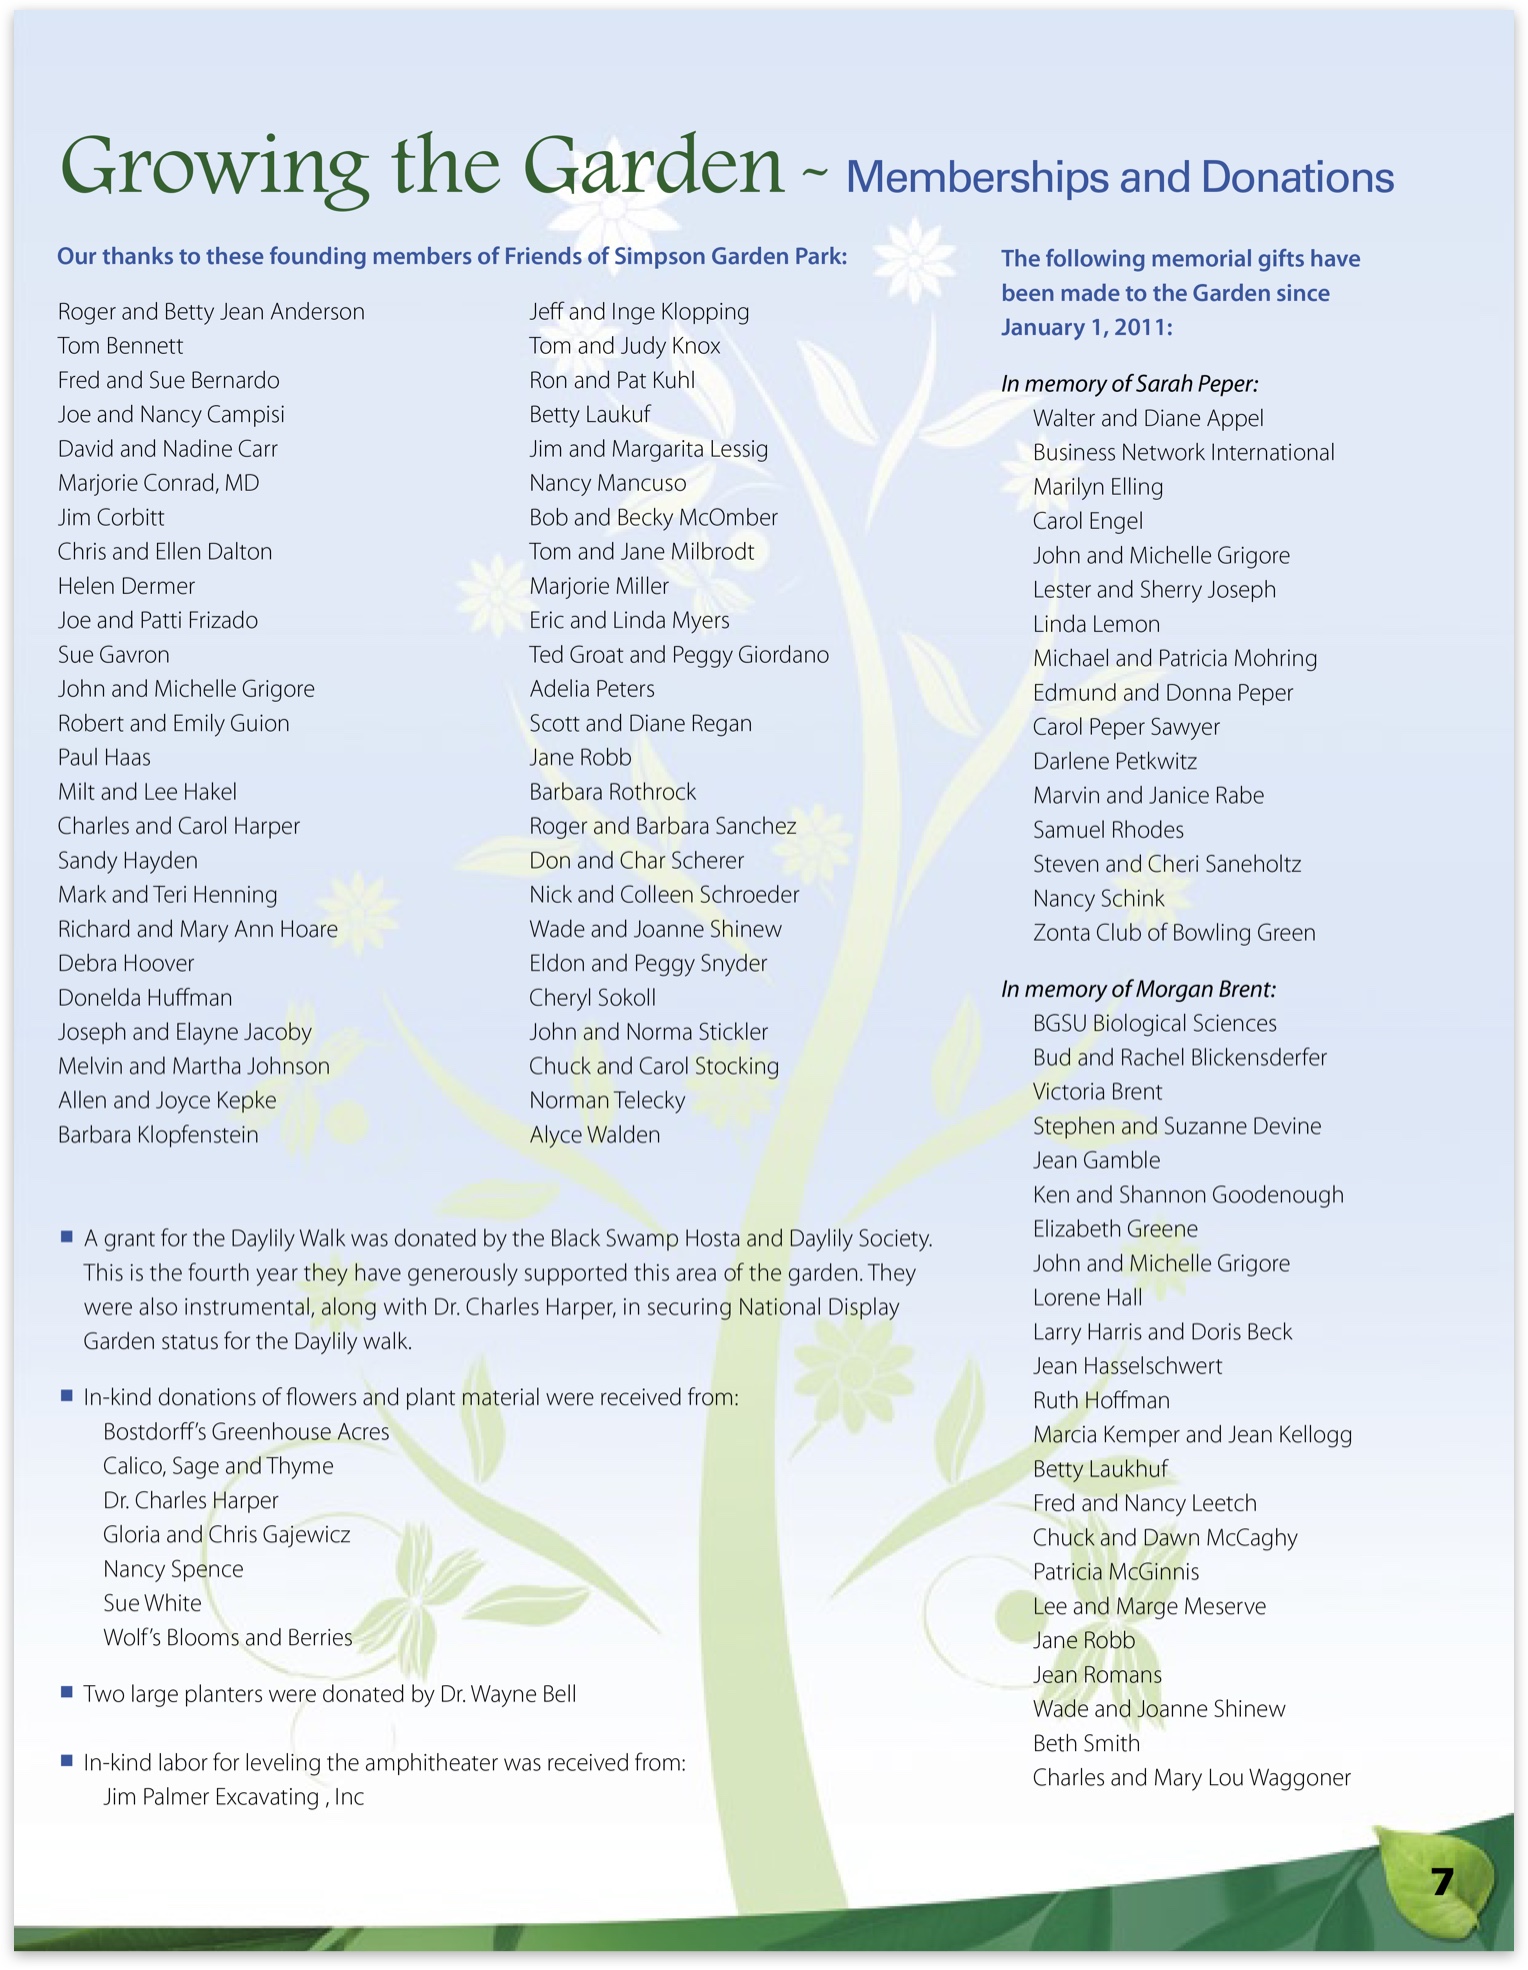 Growing the Garden ~ Memberships and Donations
Our thanks to these founding members of Friends of Simpson Garden Park:
Roger and Betty Jean Anderson
Tom Bennett
Fred and Sue Bernardo
Joe and Nancy Campisi
David and Nadine Carr
Marjorie Conrad, MD
Jim Corbitt
Chris and Ellen Dalton
Helen Dermer
Joe and Patti Frizado
Sue Gavron
John and Michelle Grigore
Robert and Emily Guion
Paul Haas
Milt and Lee Hakel
Charles and Carol Harper
Sandy Hayden
Mark and Teri Henning
Richard and Mary Ann Hoare
Debra Hoover
Donelda Huffman
Joseph and Elayne Jacoby
Melvin and Martha Johnson
Allen and Joyce Kepke
Barbara Klopfenstein
Jeff and Inge Klopping
Tom and Judy Knox
Ron and Pat Kuhl
Betty Laukuf
Jim and Margarita Lessig
Nancy Mancuso
Bob and Becky McOmber
Tom and Jane Milbrodt
Marjorie Miller
Eric and Linda Myers
Ted Groat and Peggy Giordano
Adelia Peters
Scott and Diane Regan
Jane Robb
Barbara Rothrock
Roger and Barbara Sanchez
Don and Char Scherer
Nick and Colleen Schroeder
Wade and Joanne Shinew
Eldon and Peggy Snyder
Cheryl Sokoll
John and Norma Stickler
Chuck and Carol Stocking
Norman Telecky
Alyce Walden
■ A grant for the Daylily Walk was donated by the Black Swamp Hosta and Daylily Society.
This is the fourth year they have generously supported this area of the garden. They
were also instrumental, along with Dr. Charles Harper, in securing National Display
Garden status for the Daylily walk.
■ In-kind donations of flowers and plant material were received from:
Bostdorff's Greenhouse Acres
Calico, Sage and Thyme
Dr. Charles Harper
Gloria and Chris Gajewicz
Nancy Spence
Sue White
Wolf's Blooms and Berries
■ Two large planters were donated by Dr. Wayne Bell
■ In-kind labor for leveling the amphitheater was received from:
Jim Palmer Excavating , Inc
The following memorial gifts have
been made to the Garden since
January 1, 2011:
In memory of Sarah Peper:
Walter and Diane Appel
Business Network International
Marilyn Elling
Carol Engel
John and Michelle Grigore
Lester and Sherry Joseph
Linda Lemon
Michael and Patricia Mohring
Edmund and Donna Peper
Carol Peper Sawyer
Darlene Petkwitz
Marvin and Janice Rabe
Samuel Rhodes
Steven and Cheri Saneholtz
Nancy Schink
Zonta Club of Bowling Green
In memory of Morgan Brent:
BGSU Biological Sciences
Bud and Rachel Blickensderfer
Victoria Brent
Stephen and Suzanne Devine
Jean Gamble
Ken and Shannon Goodenough
Elizabeth Greene
John and Michelle Grigore
Lorene Hall
Larry Harris and Doris Beck
Jean Hasselschwert
Ruth Hoffman
Marcia Kemper and Jean Kellogg
Betty Laukhuf
Fred and Nancy Leetch
Chuck and Dawn McCaghy
Patricia McGinnis
Lee and Marge Meserve
Jane Robb
Jean Romans
Wade and Joanne Shinew
Beth Smith
Charles and Mary Lou Waggoner
7